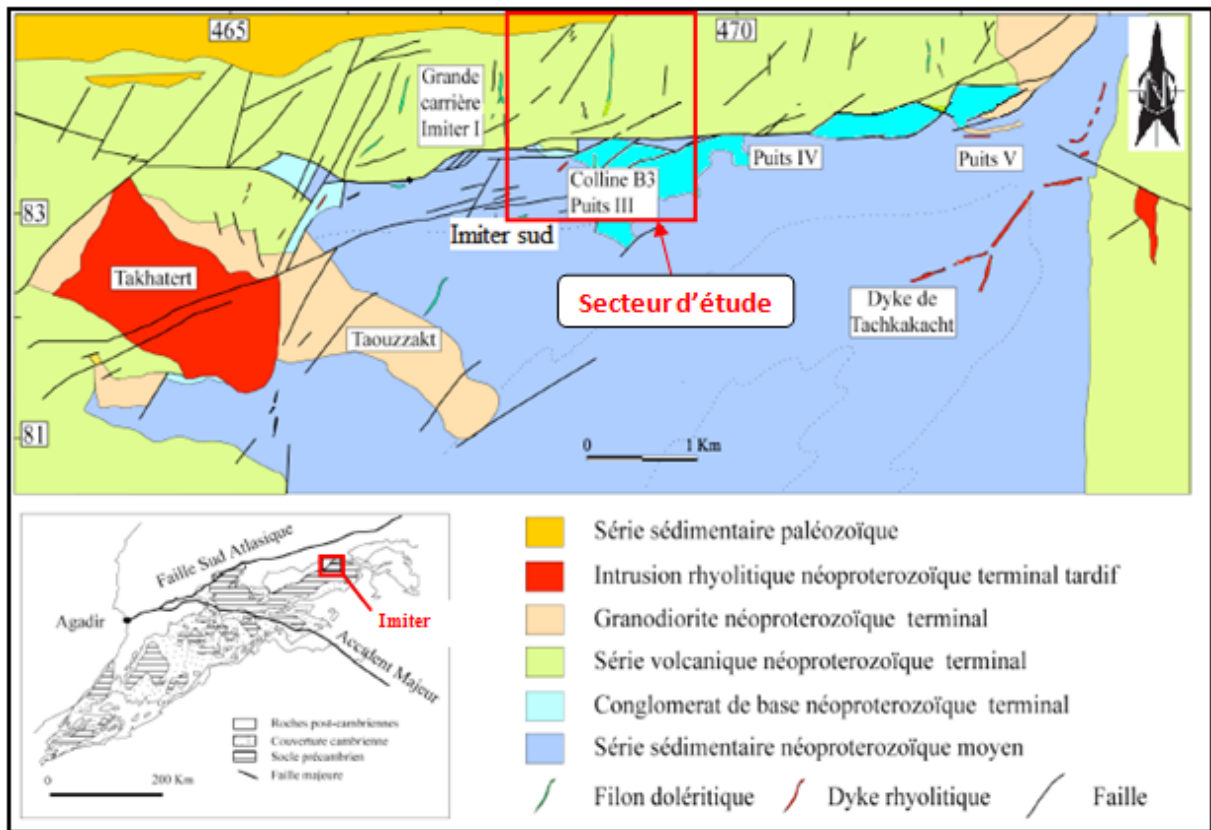 465
470
Grande
carrière
Imiter I
N
Puits IV
Puits V
Colline B3
Puits III
83
Imiter sud
Takhatert
Secteur d'étude
Dyke de
Tachkakacht
Taouzzakt
81
0 1 Km
Faille Sud Atlasique
Agadir
Imiter
Accident Majeur
Roches post-cambriennes
Couverture cambrienne
Socle précambrien
Faille majeure
0 200 Km
Série sédimentaire paléozoïque
Intrusion rhyolitique néoproterozoïque terminal tardif
Granodiorite néoproterozoïque terminal
Série volcanique néoproterozoïque terminal
Conglomerat de base néoproterozoïque terminal
Série sédimentaire néoproterozoïque moyen
Filon doléritique
Dyke rhyolitique
Faille